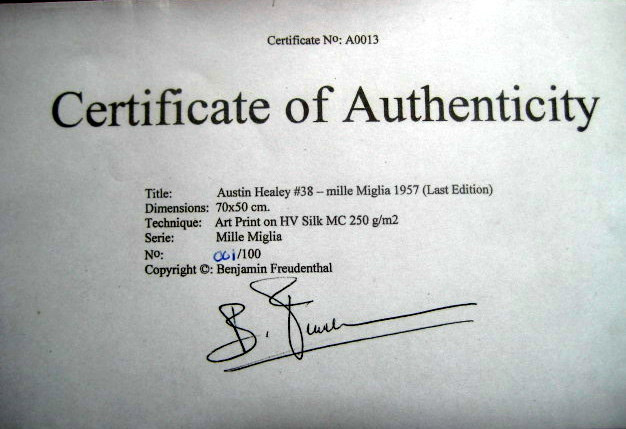 Certificate No: A0013
Certificate of Authenticity
Title: Austin Healey #38 – mille Miglia 1957 (Last Edition)
Dimensions: 70x50 cm.
Technique: Art Print on HV Silk MC 250 g/m2
Serie: Mille Miglia
No: 001/100
Copyright ©: Benjamin Freudenthal